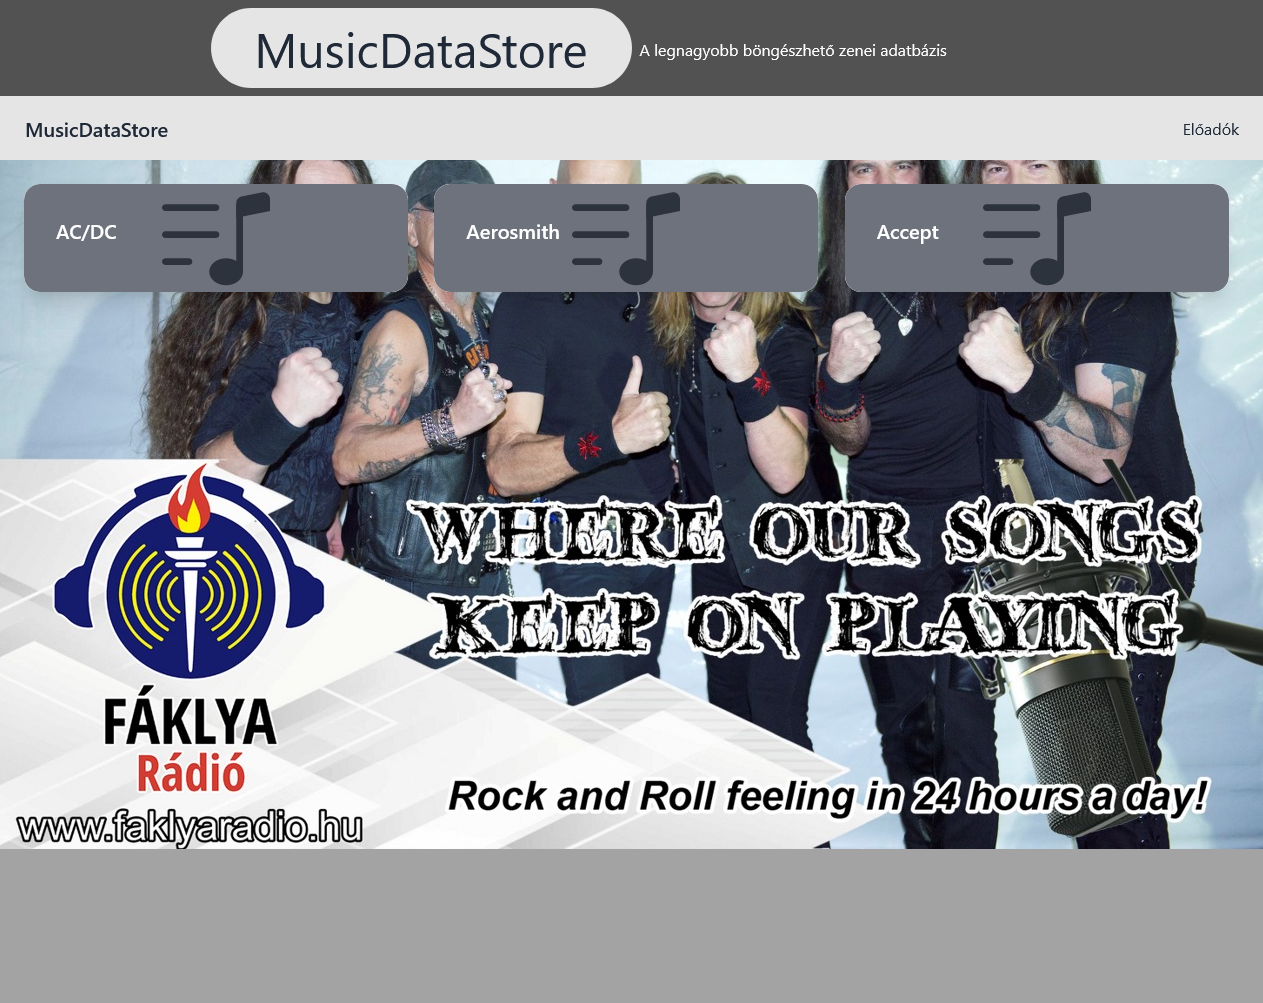 MusicDataStore
A legnagyobb böngészhető zenei adatbázis
MusicDataStore
Előadók
AC/DC
Aerosmith
Accept
WHERE OUR SONGS
KEEP ON PLAYING
FÁKLYA
Rádió
www.faklyaradio.hu
Rock and Roll feeling in 24 hours a day!